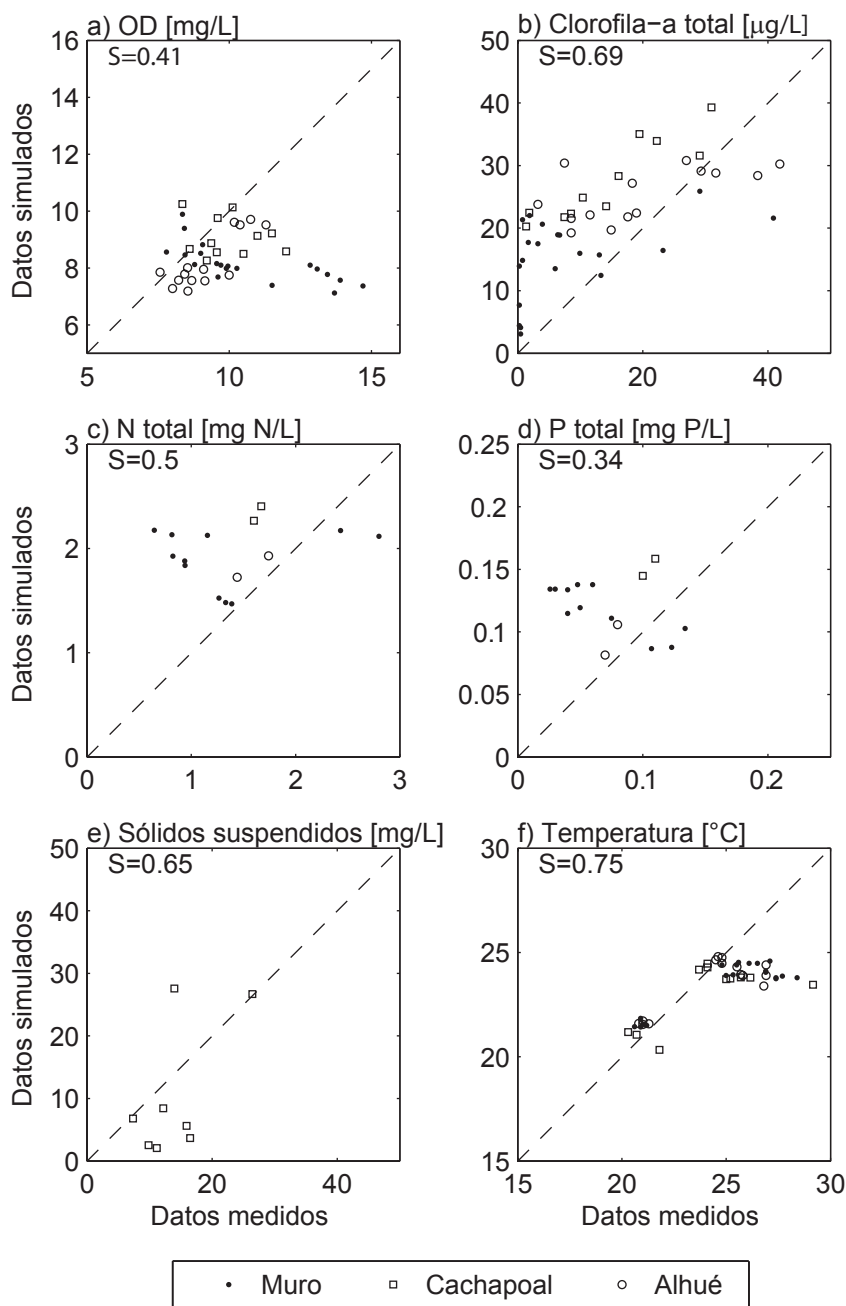 a) OD [mg/L]
S=0.41
Datos simulados
16
14
12
10
8
6
5
10
15
b) Clorofila−a total [μg/L]
S=0.69
50
40
30
20
10
0
0
20
40
c) N total [mg N/L]
S=0.5
Datos simulados
3
2
1
0
0
1
2
3
d) P total [mg P/L]
S=0.34
0.25
0.2
0.15
0.1
0.05
0
0
0.1
0.2
e) Sólidos suspendidos [mg/L]
S=0.65
Datos simulados
50
40
30
20
10
0
0
20
40
Datos medidos
f) Temperatura [°C]
S=0.75
30
25
20
15
15
20
25
30
Datos medidos
Muro
Cachapoal
Alhué